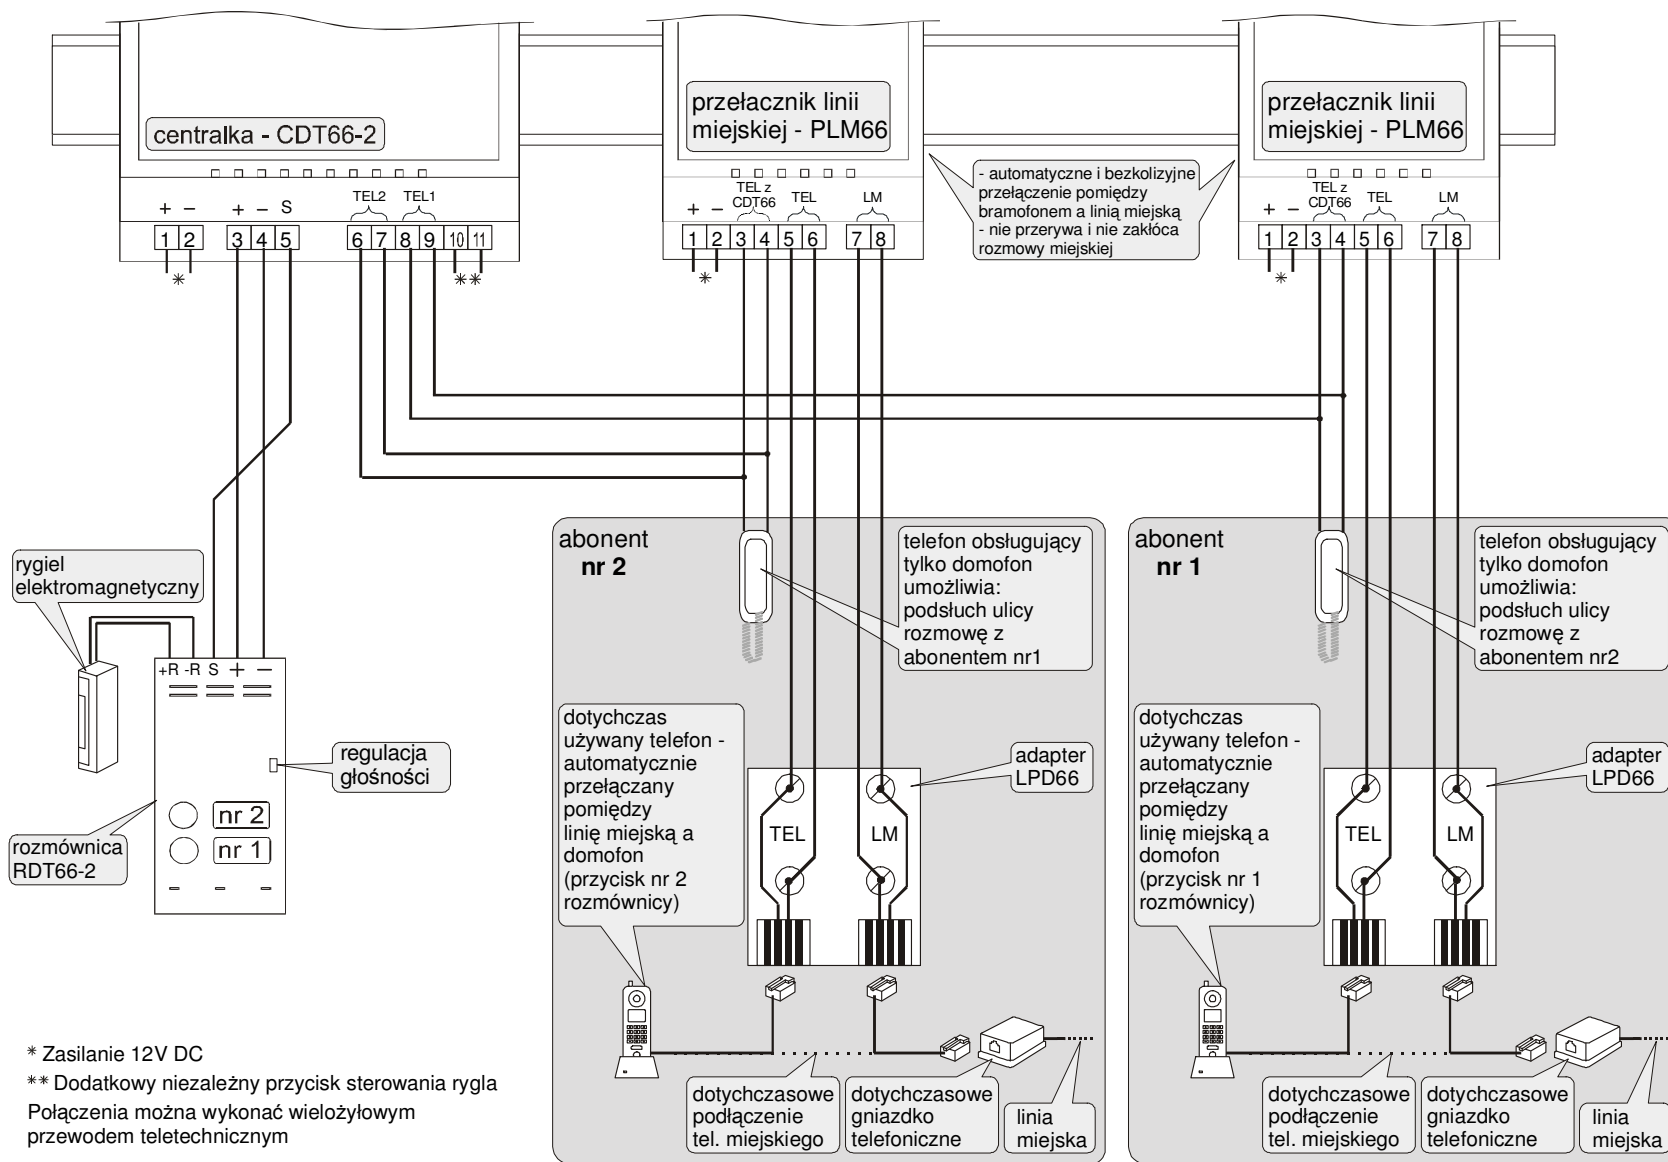 centralka - CDT66-2
TEL2 TEL1
+ − + − S
1 2 3 4 5 6 7 8 9 10 11
* **
przełacznik linii
miejskiej - PLM66
TEL z
CDT66 TEL LM
+ −
1 2 3 4 5 6 7 8
*
- automatyczne i bezkolizyjne
przełączenie pomiędzy
bramofonem a linią miejską
- nie przerywa i nie zakłóca
rozmowy miejskiej
przełacznik linii
miejskiej - PLM66
TEL z
CDT66 TEL LM
+ −
1 2 3 4 5 6 7 8
*
rygiel
elektromagnetyczny
+R -R S + −
regulacja
głośności
nr 2
nr 1
rozmównica
RDT66-2
abonent
nr 2
telefon obsługujący
tylko domofon
umożliwia:
podsłuch ulicy
rozmowę z
abonentem nr1
dotychczas
używany telefon -
automatycznie
przełączany
pomiędzy
linię miejską a
domofon
(przycisk nr 2
rozmównicy)
adapter
LPD66
TEL LM
dotychczasowe
podłączenie
tel. miejskiego
dotychczasowe
gniazdko
telefoniczne
linia
miejska
abonent
nr 1
telefon obsługujący
tylko domofon
umożliwia:
podsłuch ulicy
rozmowę z
abonentem nr2
dotychczas
używany telefon -
automatycznie
przełączany
pomiędzy
linię miejską a
domofon
(przycisk nr 1
rozmównicy)
adapter
LPD66
TEL LM
dotychczasowe
podłączenie
tel. miejskiego
dotychczasowe
gniazdko
telefoniczne
linia
miejska
* Zasilanie 12V DC
** Dodatkowy niezależny przycisk sterowania rygla
Połączenia można wykonać wielożyłowym
przewodem teletechnicznym